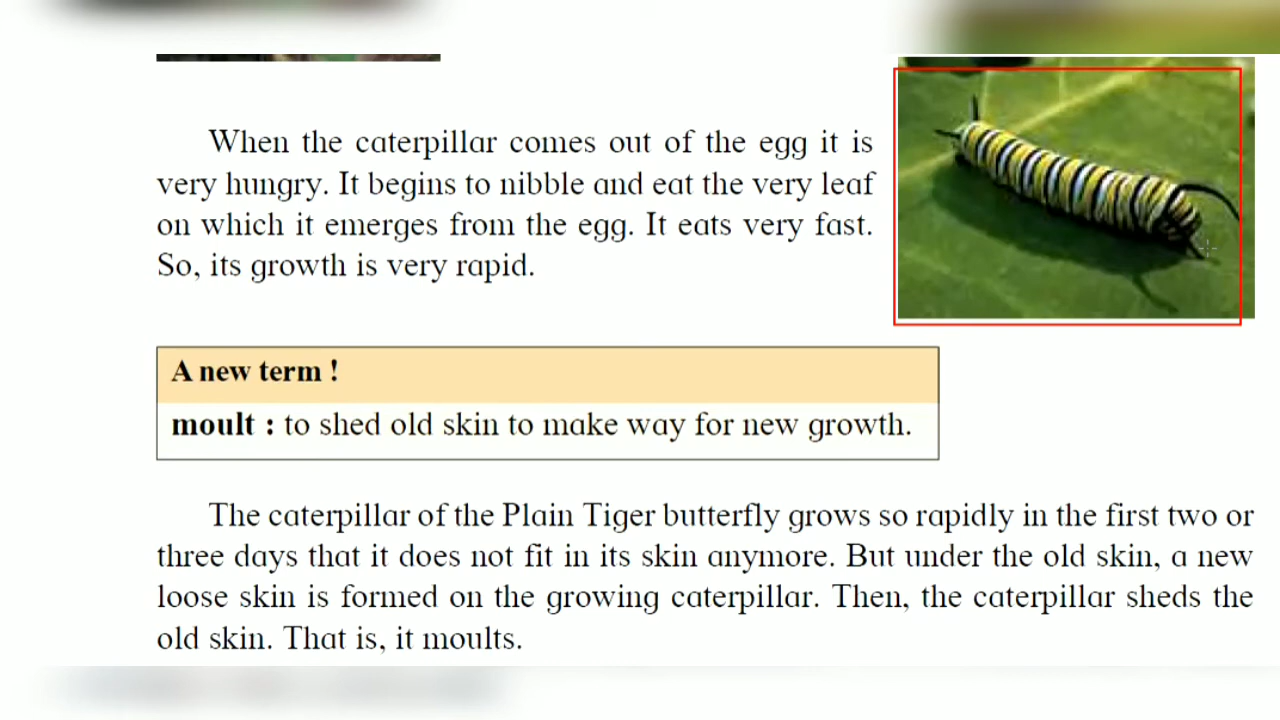 When the caterpillar comes out of the egg it is
very hungry. It begins to nibble and eat the very leaf
on which it emerges from the egg. It eats very fast.
So, its growth is very rapid.
A new term !
moult : to shed old skin to make way for new growth.
The caterpillar of the Plain Tiger butterfly grows so rapidly in the first two or
three days that it does not fit in its skin anymore. But under the old skin, a new
loose skin is formed on the growing caterpillar. Then, the caterpillar sheds the
old skin. That is, it moults.